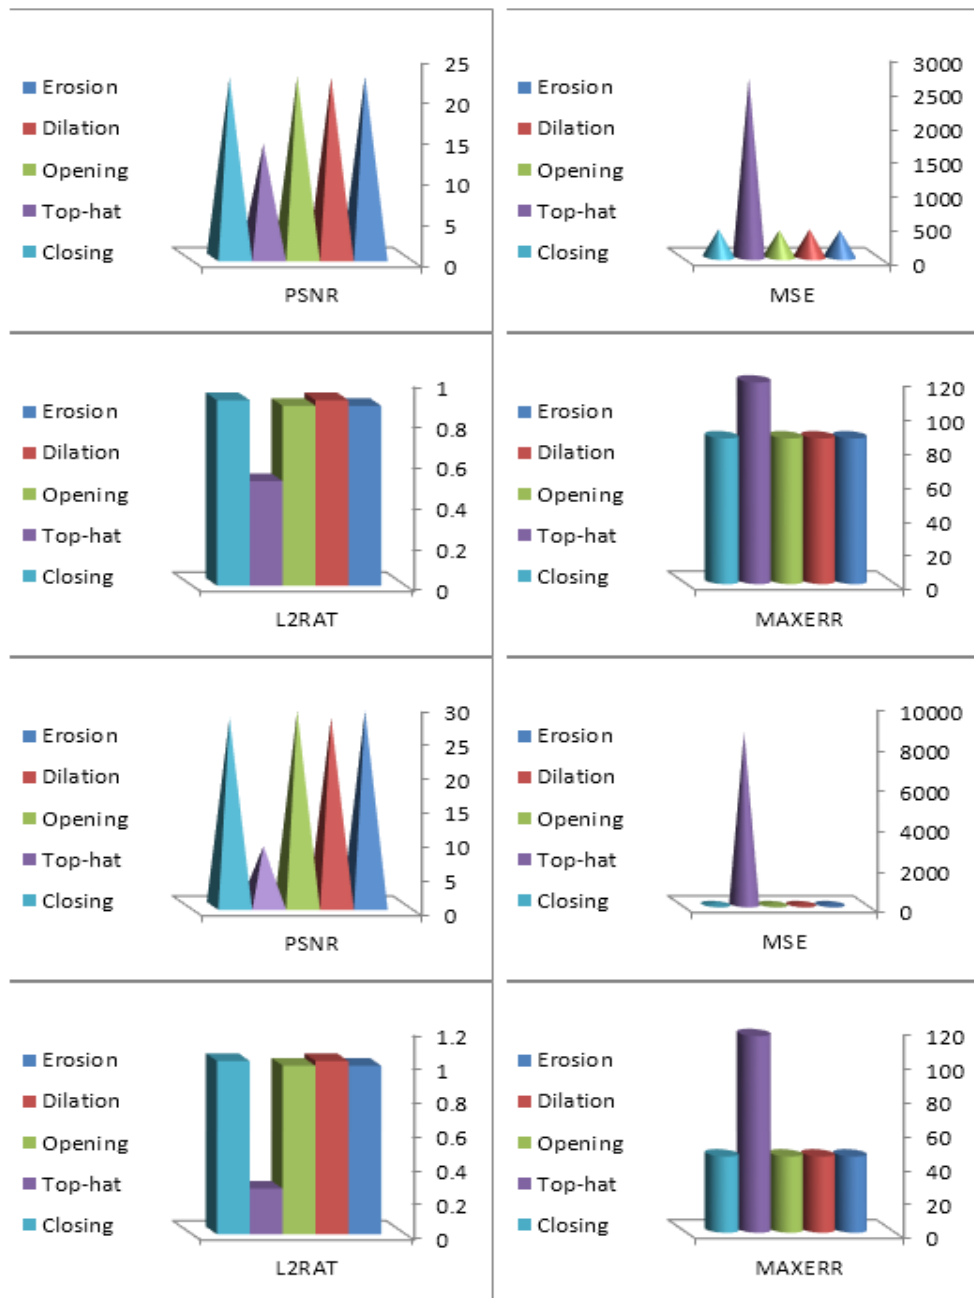 Erosion
Dilation
Opening
Top-hat
Closing
25
20
15
10
5
0
PSNR
Erosion
Dilation
Opening
Top-hat
Closing
3000
2500
2000
1500
1000
500
0
MSE
Erosion
Dilation
Opening
Top-hat
Closing
1
0.8
0.6
0.4
0.2
0
L2RAT
Erosion
Dilation
Opening
Top-hat
Closing
120
100
80
60
40
20
0
MAXERR
Erosion
Dilation
Opening
Top-hat
Closing
30
25
20
15
10
5
0
PSNR
Erosion
Dilation
Opening
Top-hat
Closing
10000
8000
6000
4000
2000
0
MSE
Erosion
Dilation
Opening
Top-hat
Closing
1.2
1
0.8
0.6
0.4
0.2
0
L2RAT
Erosion
Dilation
Opening
Top-hat
Closing
120
100
80
60
40
20
0
MAXERR